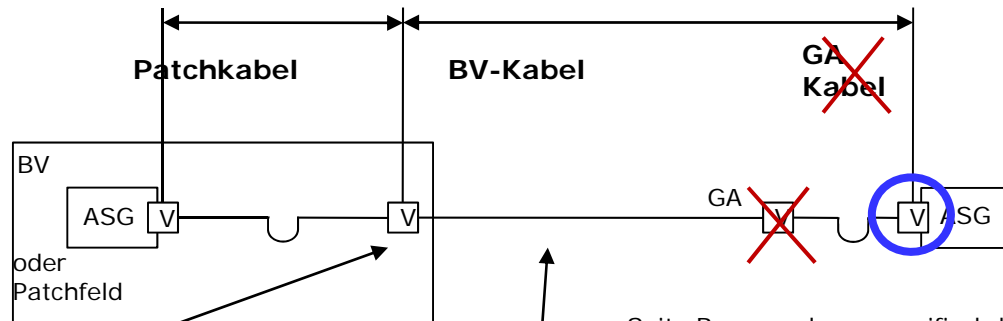 Patchkabel
BV-Kabel
GA
Kabel
BV
ASG
V
V
GA
V
V
ASG
oder
Patchfeld